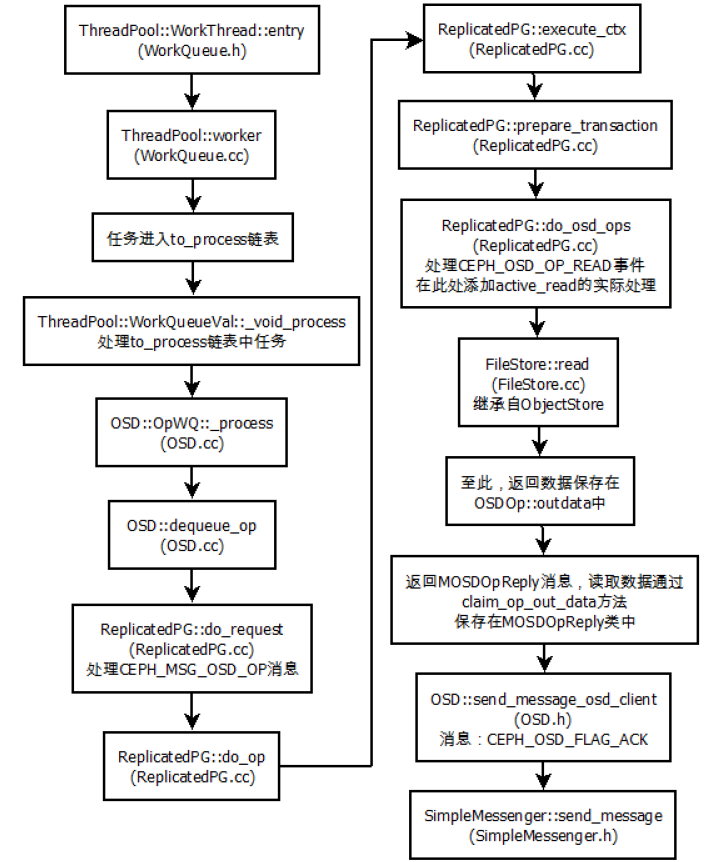 ThreadPool::WorkThread::entry
(WorkQueue.h)
ThreadPool::worker
(WorkQueue.cc)
任务进入to_process链表
ThreadPool::WorkQueueVal::_void_process
处理to_process链表中任务
OSD::OpWQ::_process
(OSD.cc)
OSD::dequeue_op
(OSD.cc)
ReplicatedPG::do_request
(ReplicatedPG.cc)
处理CEPH_MSG_OSD_OP消息
ReplicatedPG::do_op
(ReplicatedPG.cc)
ReplicatedPG::execute_ctx
(ReplicatedPG.cc)
ReplicatedPG::prepare_transaction
(ReplicatedPG.cc)
ReplicatedPG::do_osd_ops
(ReplicatedPG.cc)
处理CEPH_OSD_OP_READ事件
在此处添加active_read的实际处理
FileStore::read
(FileStore.cc)
继承自ObjectStore
至此，返回数据保存在
OSDOp::outdata中
返回MOSDOpReply消息，读取数据通过
claim_op_out_data方法
保存在MOSDOpReply类中
OSD::send_message_osd_client
(OSD.h)
消息：CEPH_OSD_FLAG_ACK
SimpleMessenger::send_message
(SimpleMessenger.h)